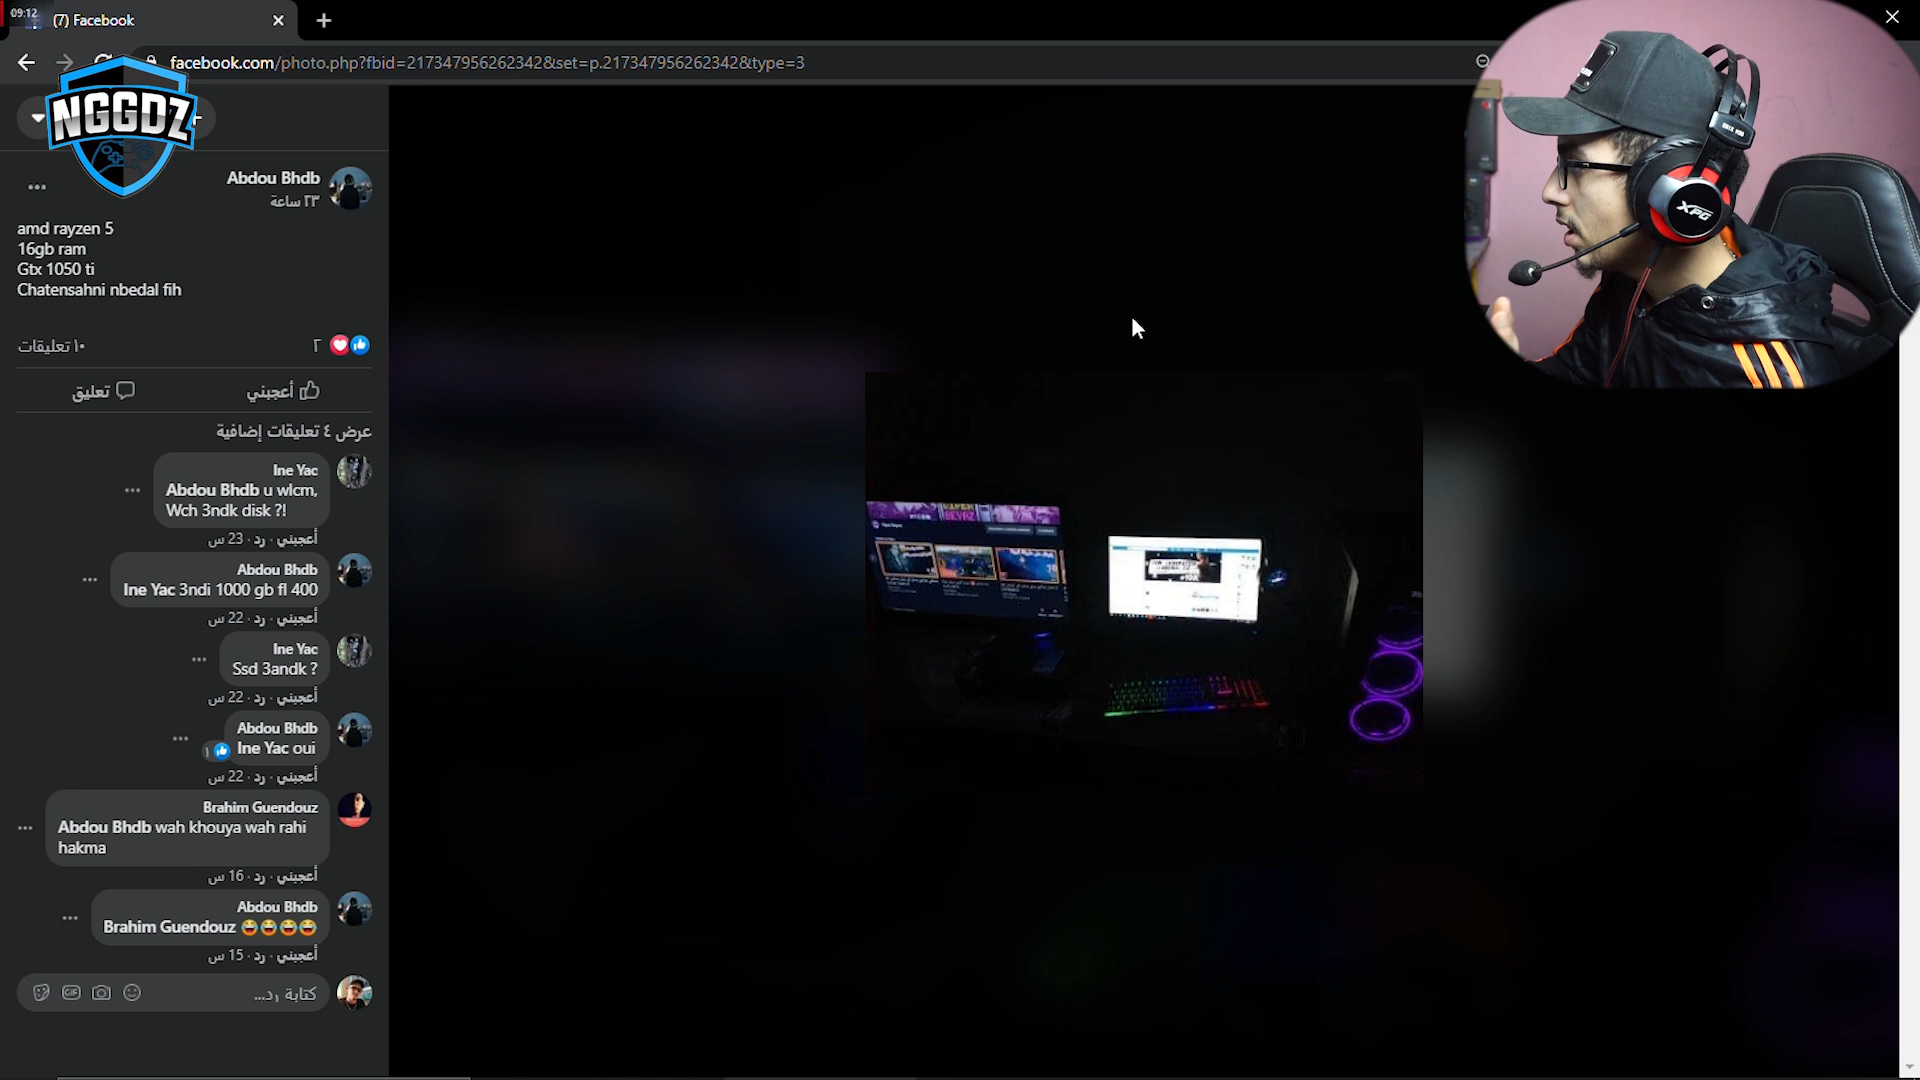 09:12
(7) Facebook
facebook.com/photo.php?fbid=217347956262342&set=p.217347956262342&type=3
NGGDZ
Abdou Bhdb
٢٣ ساعة
amd rayzen 5
16gb ram
Gtx 1050 ti
Chatensahni nbedal fih
٢
١٠ تعليقات
أعجبني
تعليق
عرض ٤ تعليقات إضافية
Ine Yac
Abdou Bhdb u wlcm,
Wch 3ndk disk ?!
أعجبني · رد · 23 س
Abdou Bhdb
Ine Yac 3ndi 1000 gb fl 400
أعجبني · رد · 22 س
Ine Yac
Ssd 3andk ?
أعجبني · رد · 22 س
Abdou Bhdb
Ine Yac oui
١
أعجبني · رد · 22 س
Brahim Guendouz
Abdou Bhdb wah khouya wah rahi
hakma
أعجبني · رد · 16 س
Abdou Bhdb
Brahim Guendouz 😂😂😂😂
أعجبني · رد · 15 س
كتابة رد...
GIF
XPG